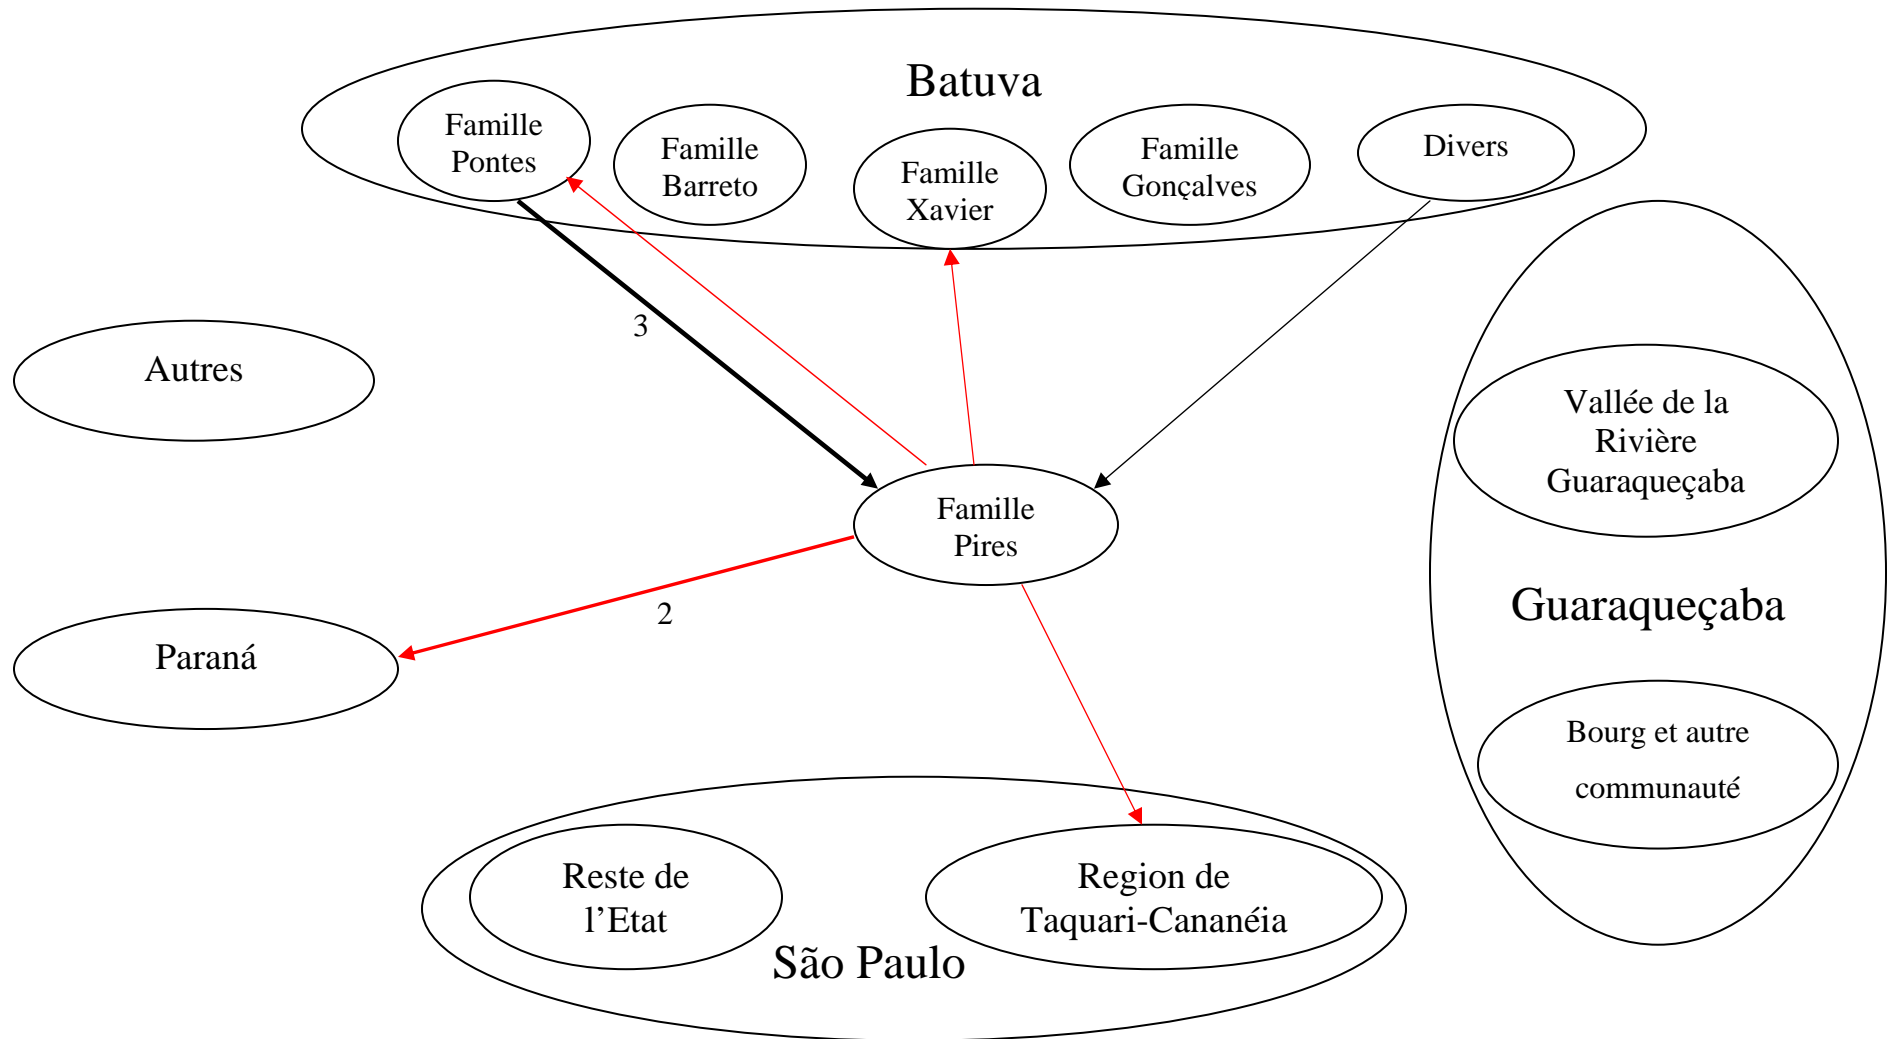 Batuva
Famille
Pontes
Famille
Barreto
Famille
Xavier
Famille
Gonçalves
Divers
3
Autres
Vallée de la
Rivière
Guaraqueçaba
Famille
Pires
Guaraqueçaba
2
Paraná
Bourg et autre
communauté
Reste de
l’Etat
Region de
Taquari-Cananéia
São Paulo